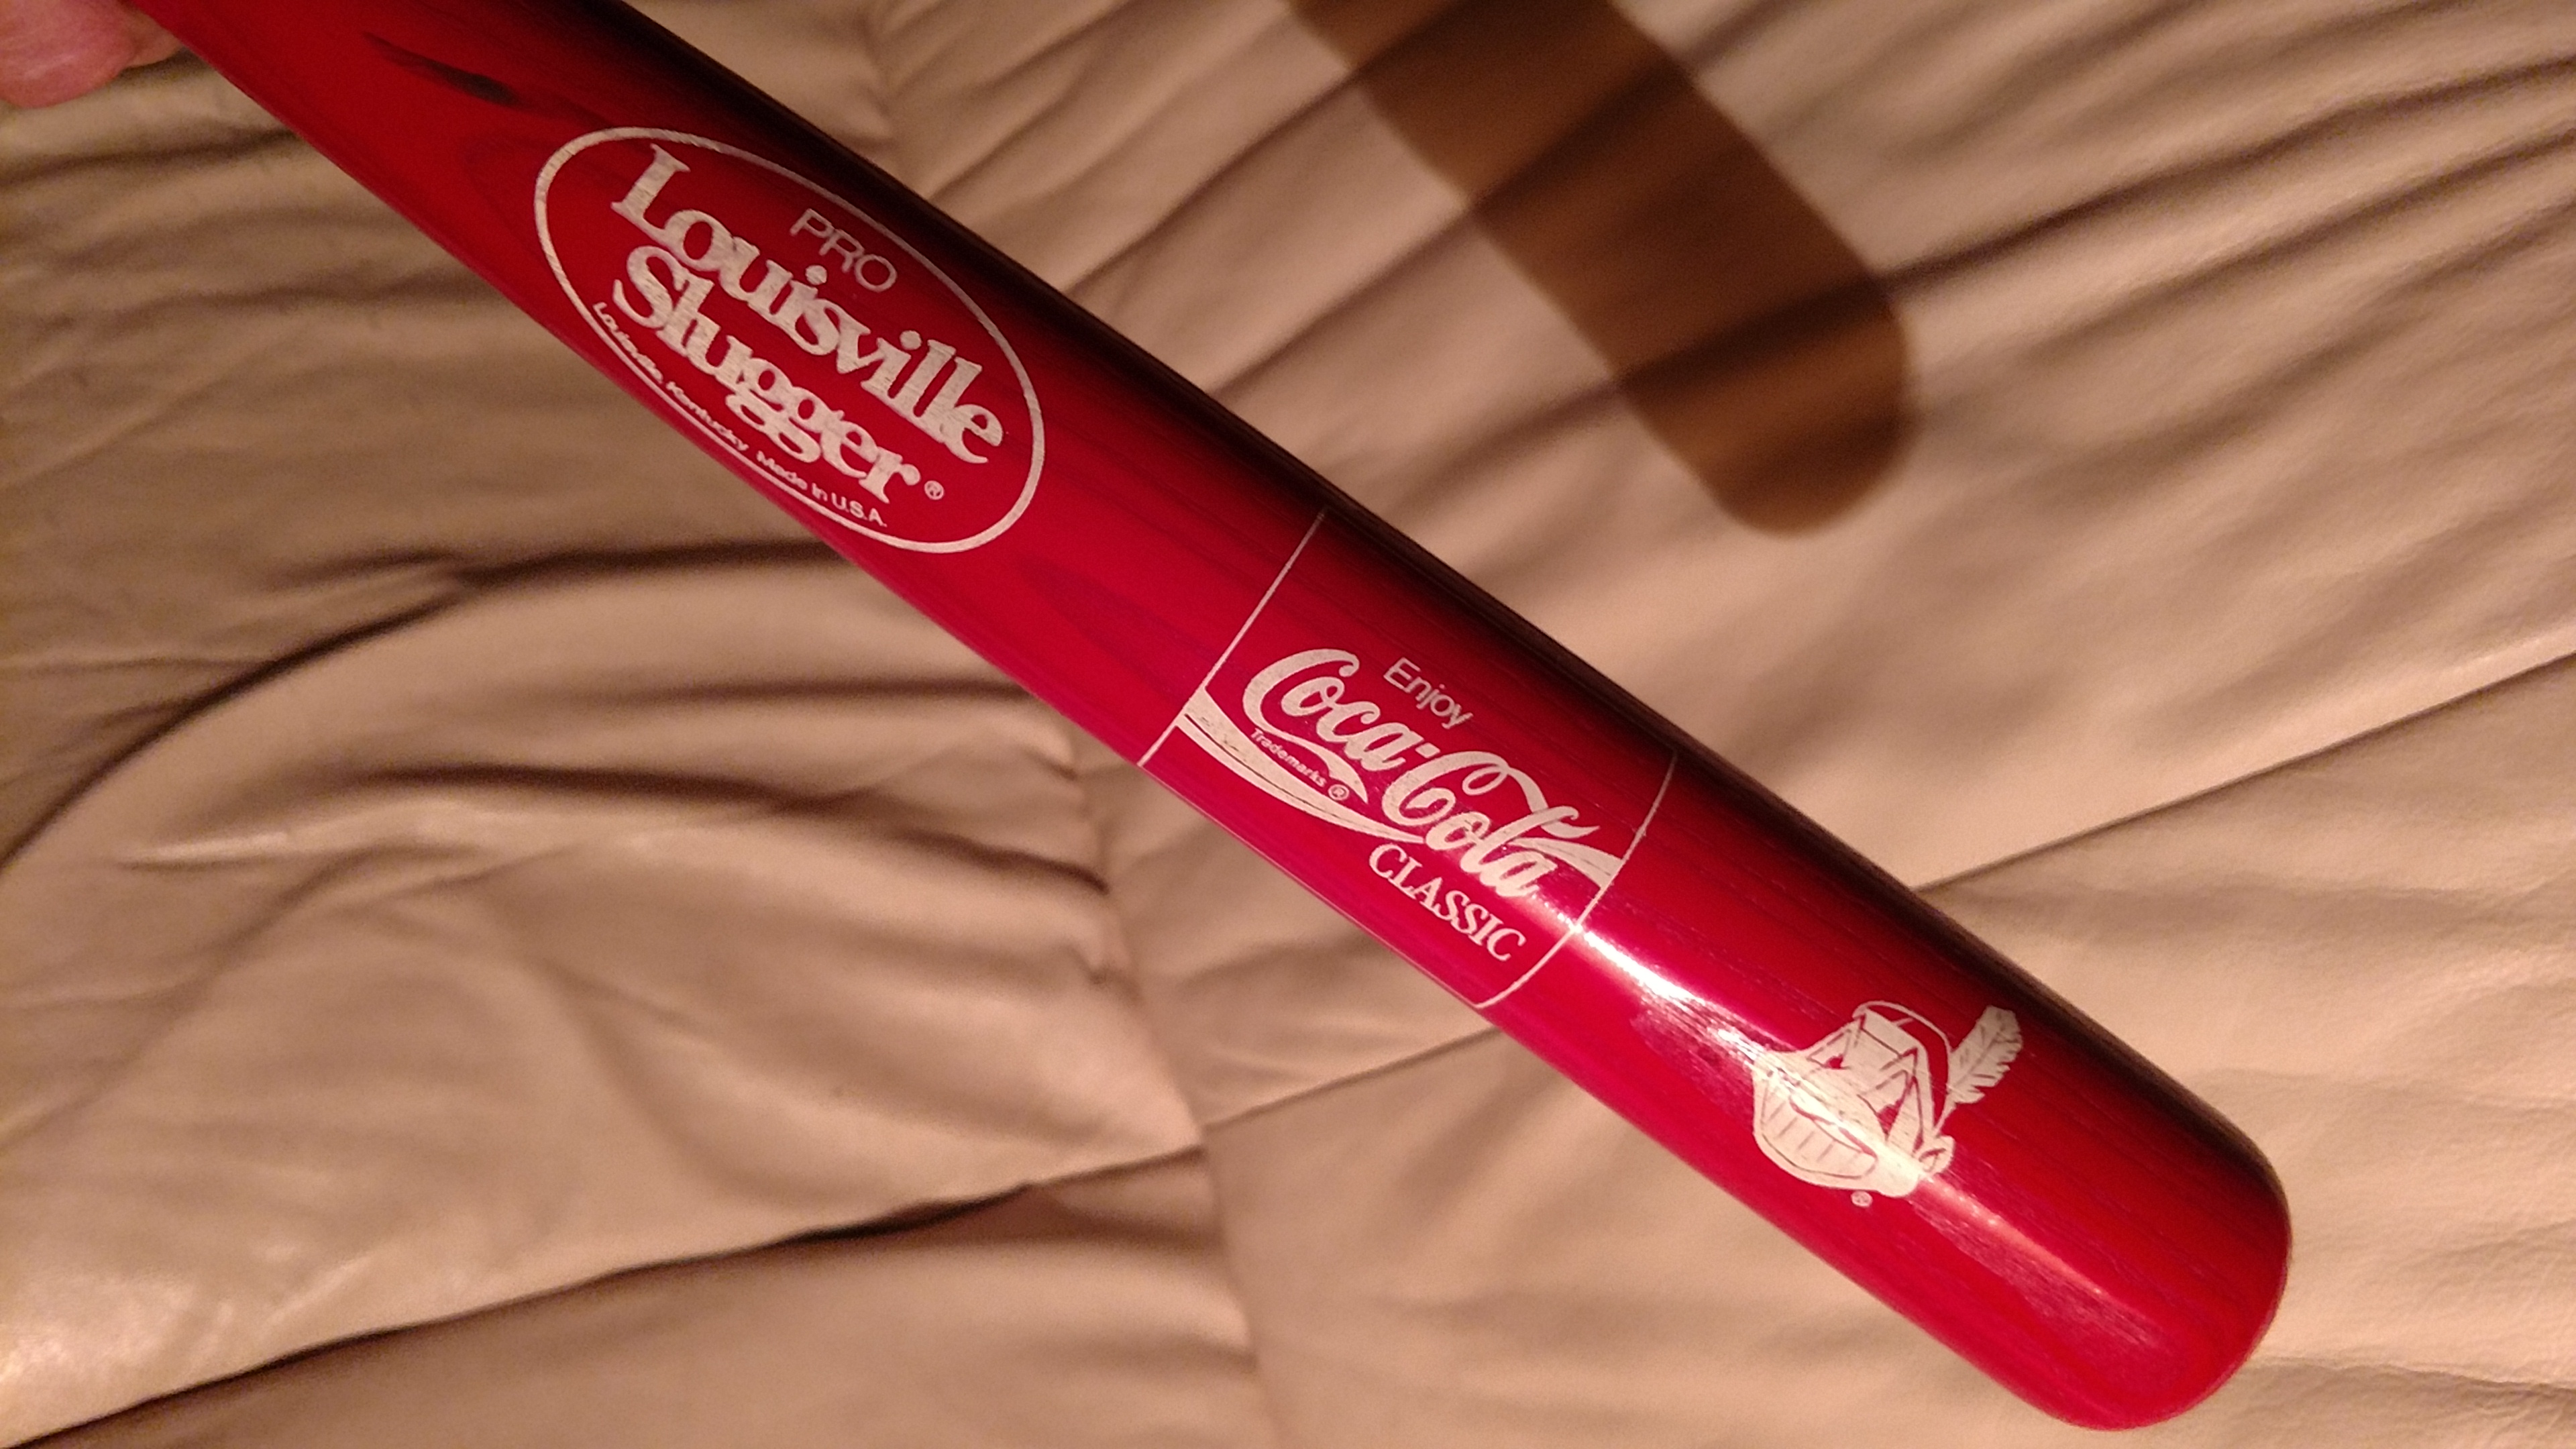 PRO
Louisville
Slugger®
Louisville, Kentucky Made in U.S.A.
Enjoy
Coca-Cola
Trademarks ®
CLASSIC
®